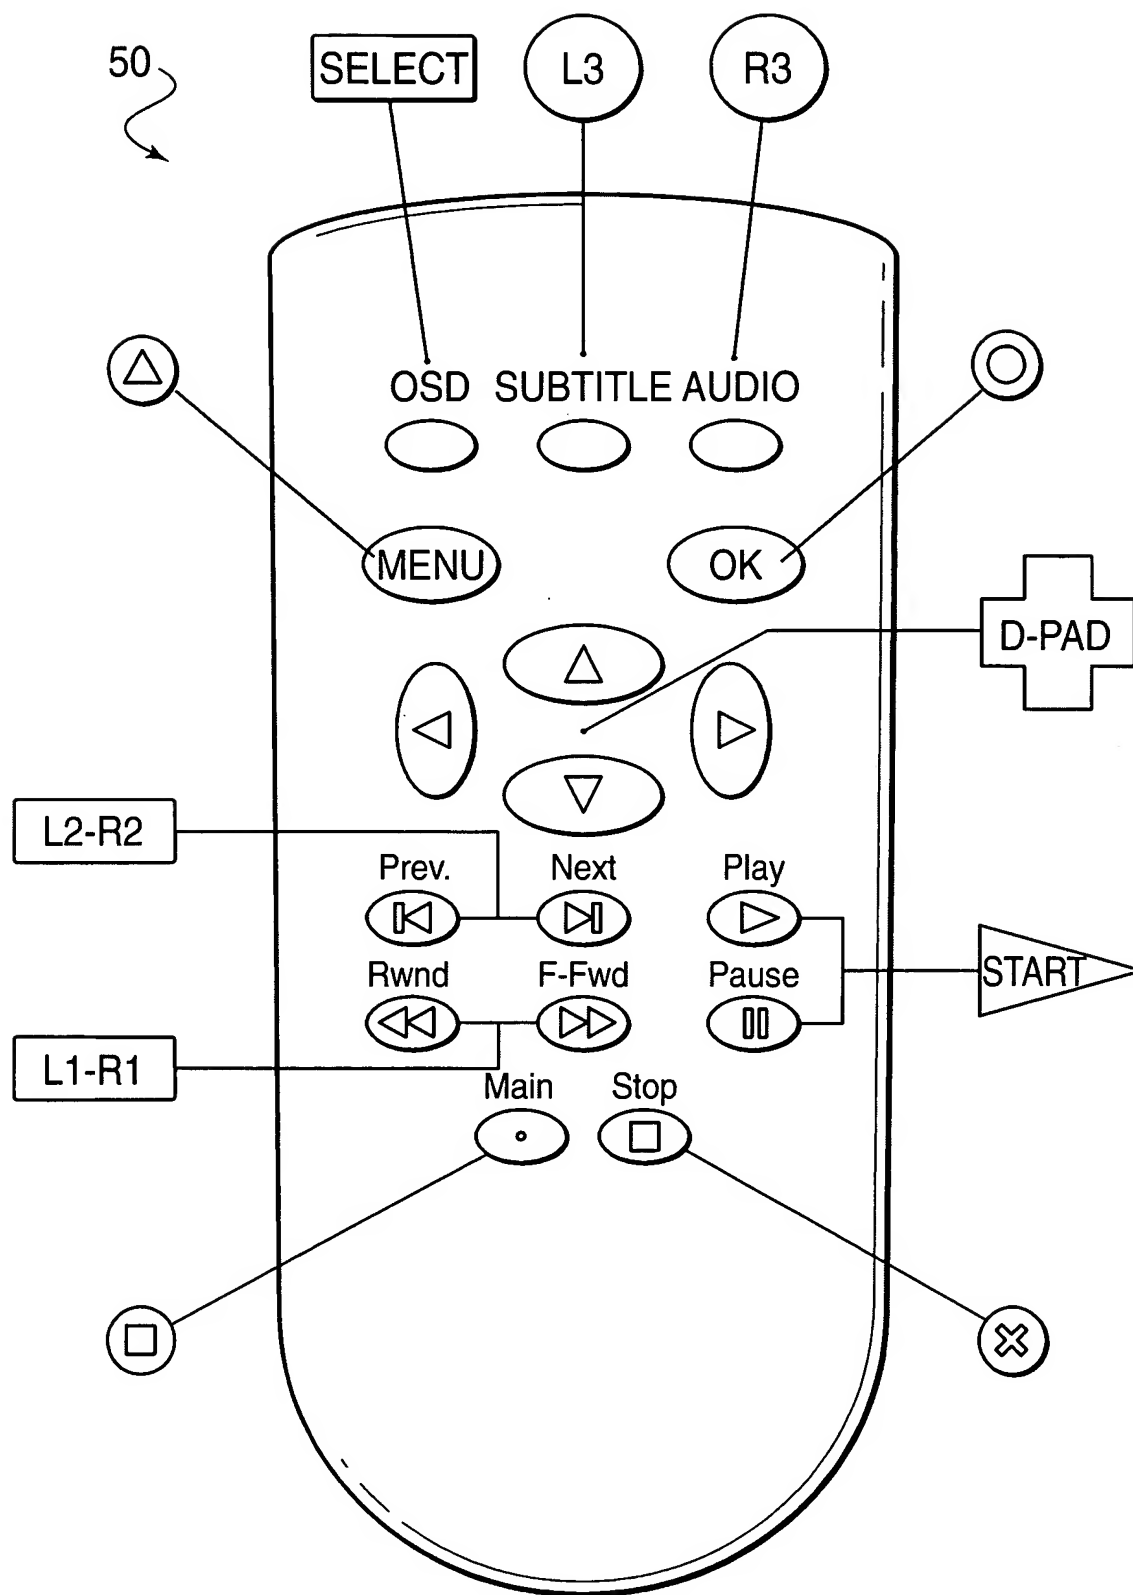 50
SELECT
L3
R3
OSD SUBTITLE AUDIO
MENU
OK
D-PAD
L2-R2
Prev.
Next
Play
Rwnd
F-Fwd
Pause
START
L1-R1
Main
Stop